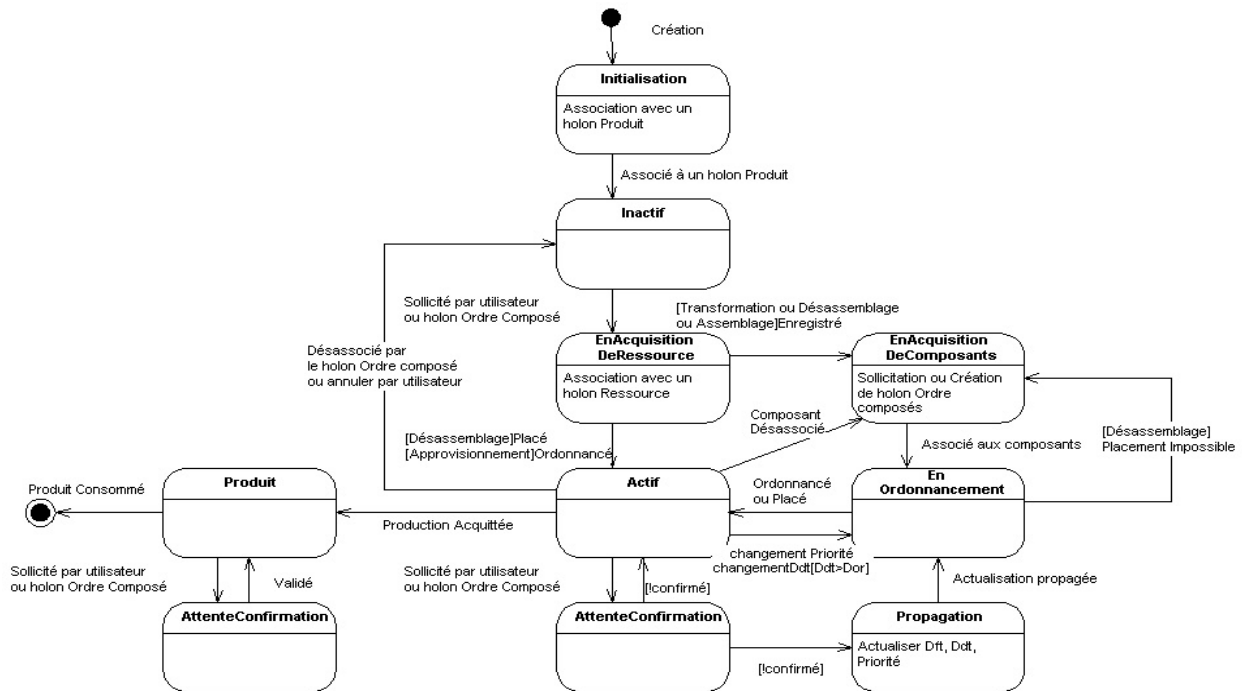 Création
Initialisation
Association avec un
holon Produit
Associé à un holon Produit
Inactif
Sollicité par utilisateur
ou holon Ordre Composé
[Transformation ou Désassemblage
ou Assemblage]Enregistré
Désassocié par
le holon Ordre composé
ou annuler par utilisateur
EnAcquisition
DeRessource
Association avec un
holon Ressource
EnAcquisition
DeComposants
Sollicitation ou Création
de holon Ordre
composés
Composant
Désassocié
[Désassemblage]Placé
[Approvisionnement]Ordonnancé
Associé aux composants
[Désassemblage]
Placement Impossible
Produit Consommé
Produit
Production Acquittée
Actif
Ordonnancé
ou Placé
En
Ordonnancement
changement Priorité
changementDdt[Ddt>Dor]
Sollicité par utilisateur
ou holon Ordre Composé
Validé
Sollicité par utilisateur
ou holon Ordre Composé
[!confirmé]
Actualisation propagée
AttenteConfirmation
AttenteConfirmation
[!confirmé]
Propagation
Actualiser Dft, Ddt,
Priorité